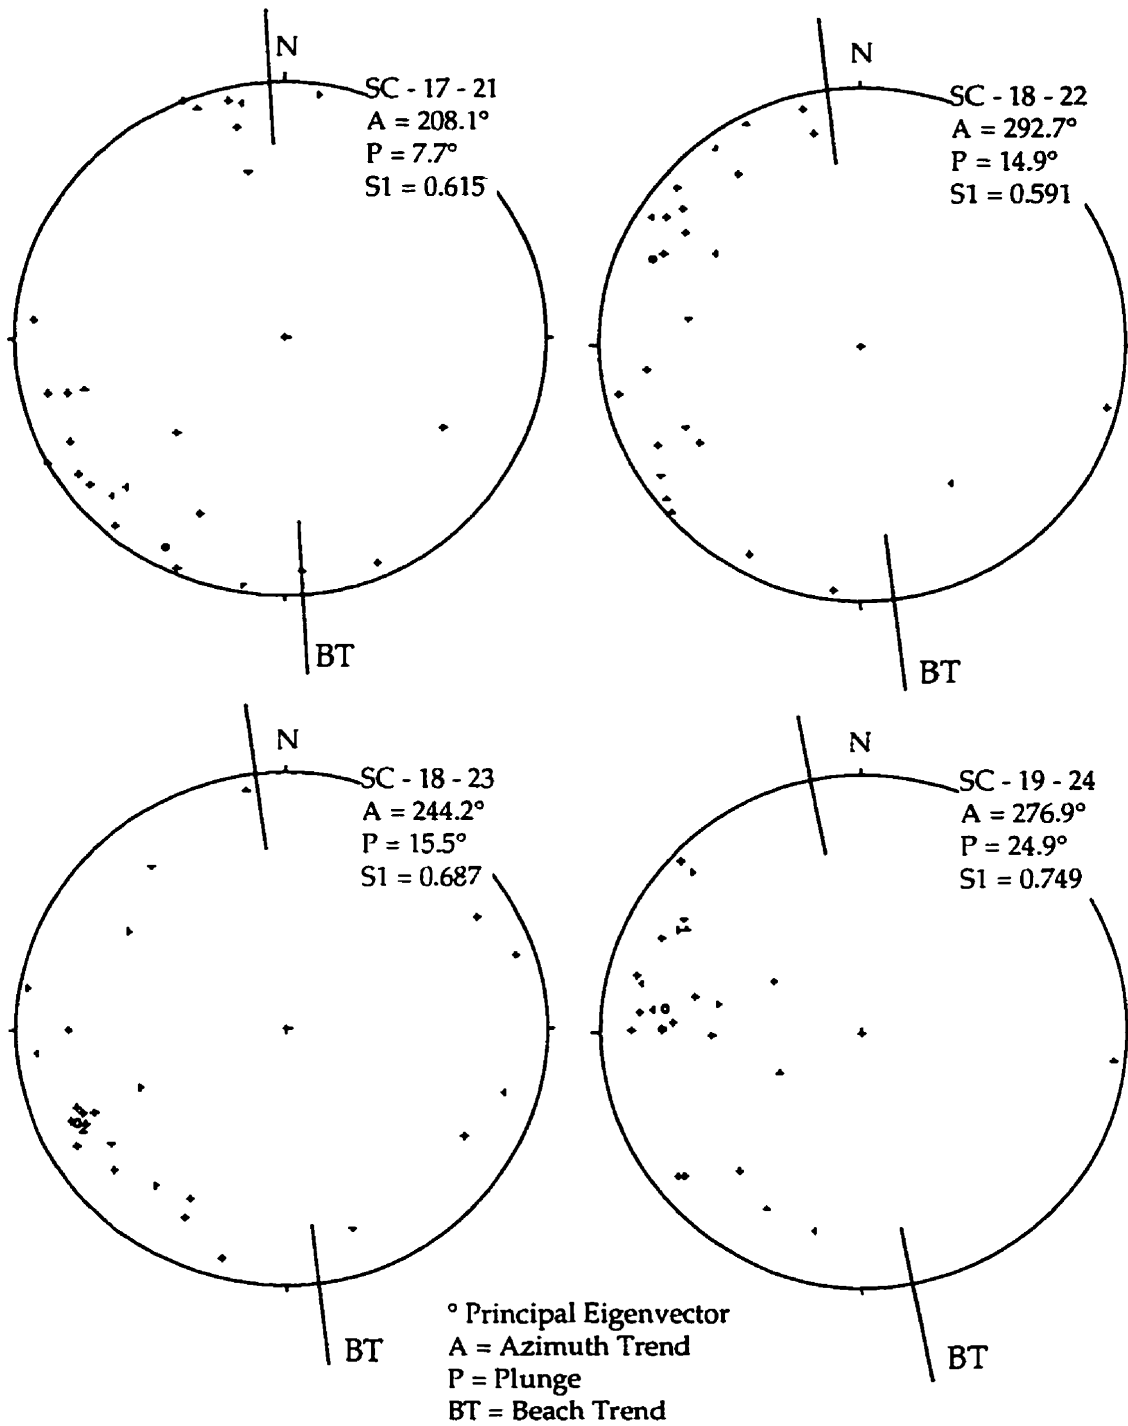 N
SC - 17 - 21
A = 208.1°
P = 7.7°
S1 = 0.615
BT
N
SC - 18 - 22
A = 292.7°
P = 14.9°
S1 = 0.591
BT
N
SC - 18 - 23
A = 244.2°
P = 15.5°
S1 = 0.687
BT
N
SC - 19 - 24
A = 276.9°
P = 24.9°
S1 = 0.749
BT
° Principal Eigenvector
A = Azimuth Trend
P = Plunge
BT = Beach Trend